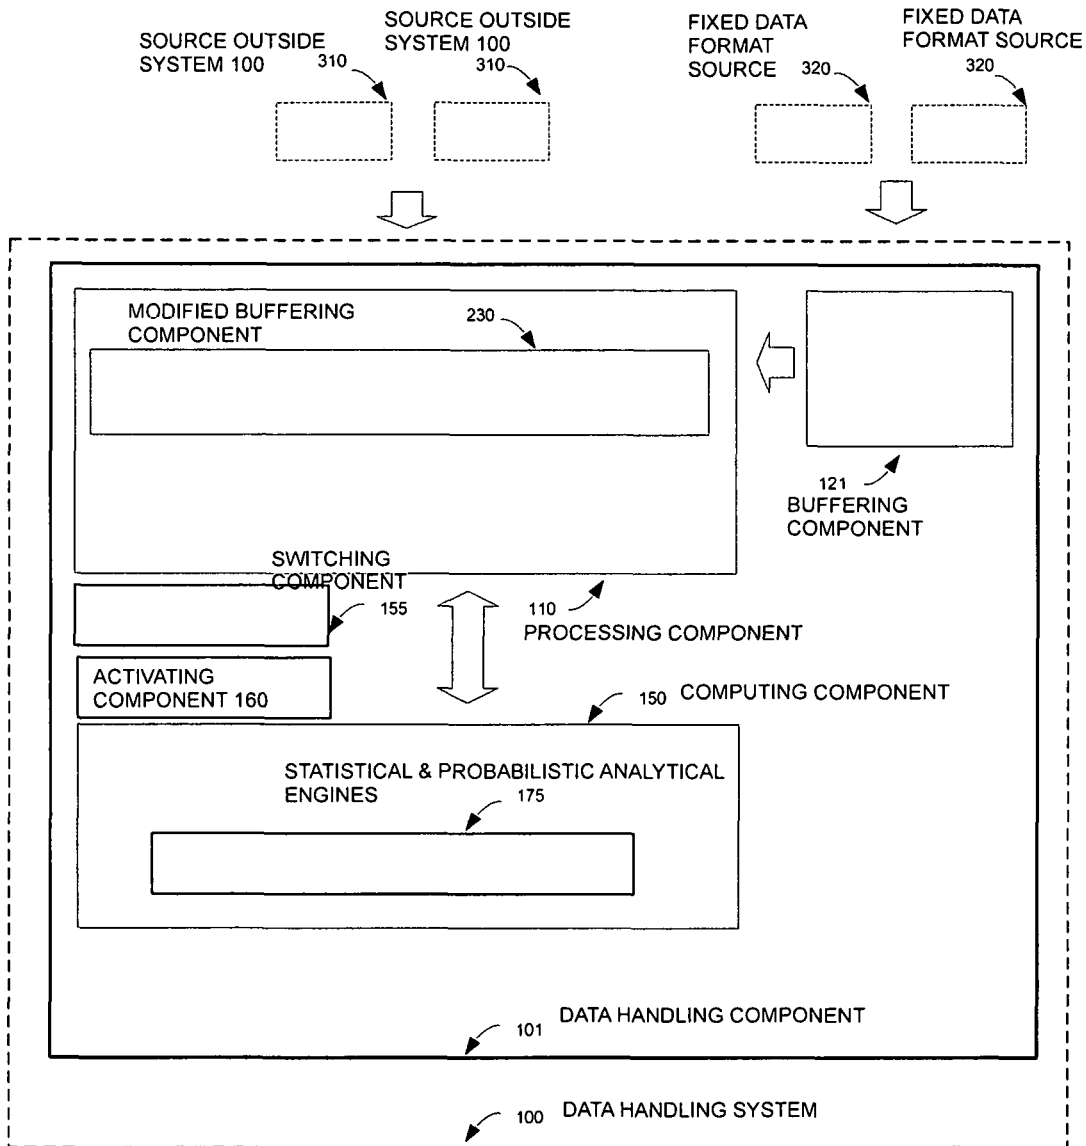 SOURCE OUTSIDE
SYSTEM 100
310
SOURCE OUTSIDE
SYSTEM 100
310
FIXED DATA
FORMAT
SOURCE
320
FIXED DATA
FORMAT SOURCE
320
MODIFIED BUFFERING
COMPONENT
230
121
BUFFERING
COMPONENT
SWITCHING
COMPONENT
155
110
PROCESSING COMPONENT
ACTIVATING
COMPONENT 160
150 COMPUTING COMPONENT
STATISTICAL & PROBABILISTIC ANALYTICAL
ENGINES
175
101 DATA HANDLING COMPONENT
100 DATA HANDLING SYSTEM